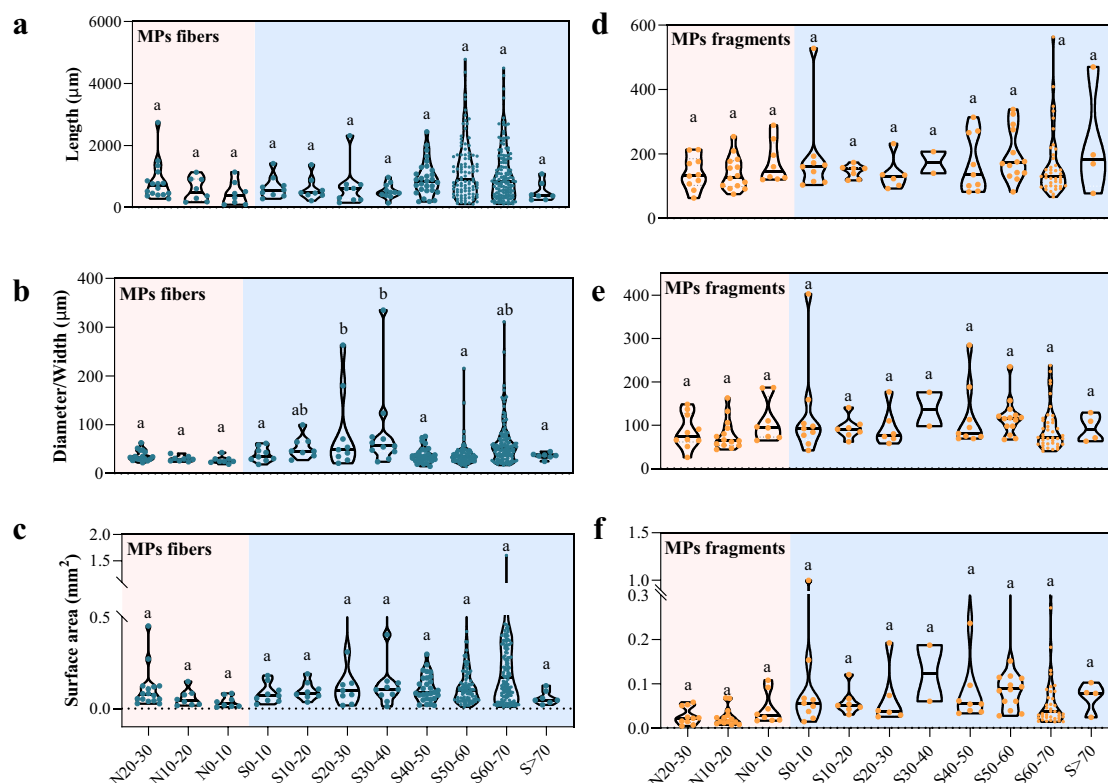 a
6000
4000
2000
0
Length (μm)
MPs fibers
a a a a a a a a a a a
d
600
400
200
0
MPs fragments
a a a a a a a a a a a
b
400
300
200
100
0
Diameter/Width (μm)
MPs fibers
a a a a ab b b a a ab a
e
400
300
200
100
0
MPs fragments
a a a a a a a a a a a
c
2.0
1.5
0.5
0.0
Surface area (mm²)
MPs fibers
a a a a a a a a a a a
N20-30 N10-20 N0-10 S0-10 S10-20 S20-30 S30-40 S40-50 S50-60 S60-70 S>-70
f
1.5
1.0
0.3
0.2
0.1
0.0
MPs fragments
a a a a a a a a a a a
N20-30 N10-20 N0-10 S0-10 S10-20 S20-30 S30-40 S40-50 S50-60 S60-70 S>-70